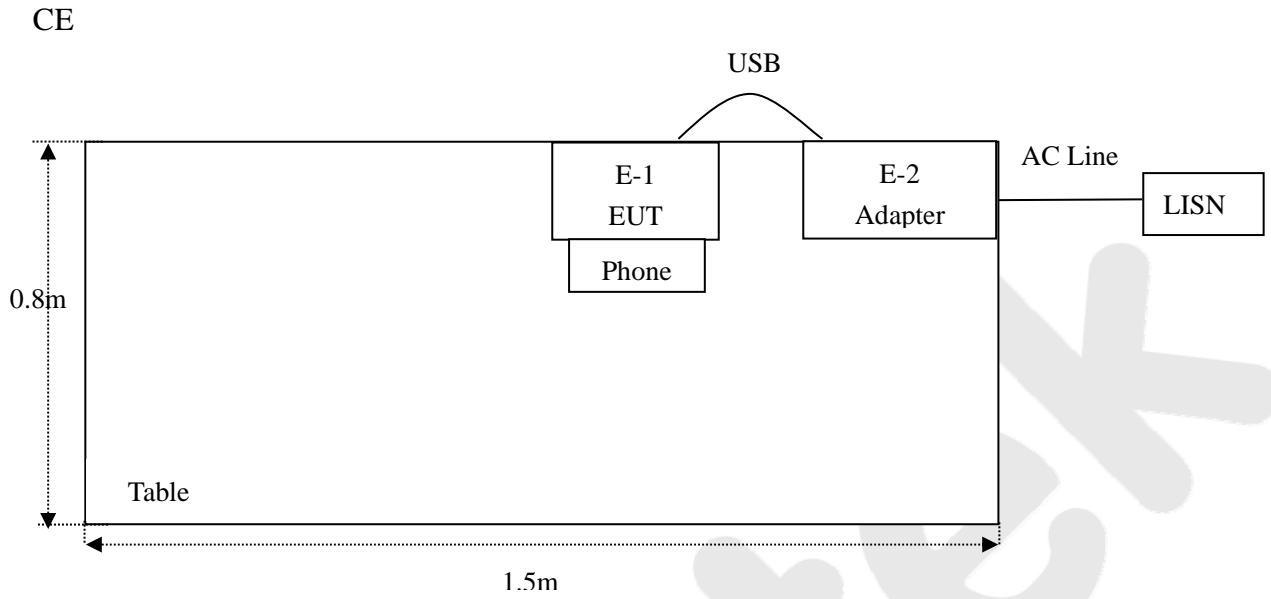 CE
USB
AC Line
E-1
EUT
E-2
Adapter
LISN
Phone
0.8m
Table
1.5m